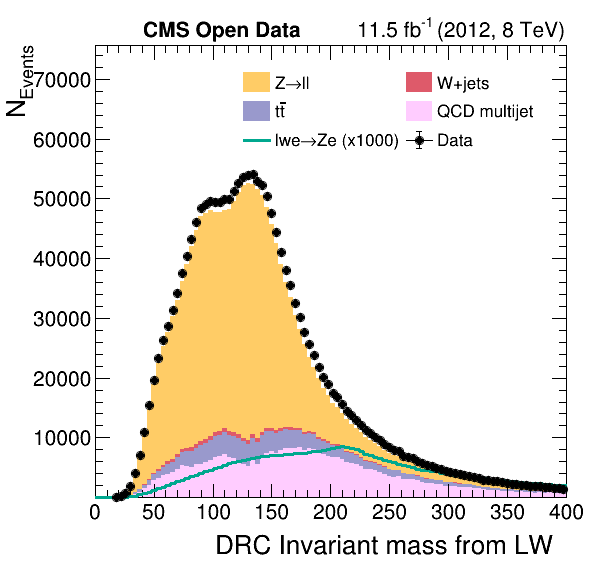 CMS Open Data 11.5 fb⁻¹ (2012, 8 TeV)
N_Events
70000
60000
50000
40000
30000
20000
10000
Z→ll
W+jets
tt̄
QCD multijet
lwe→Ze (x1000)
Data
0 50 100 150 200 250 300 350 400
DRC Invariant mass from LW